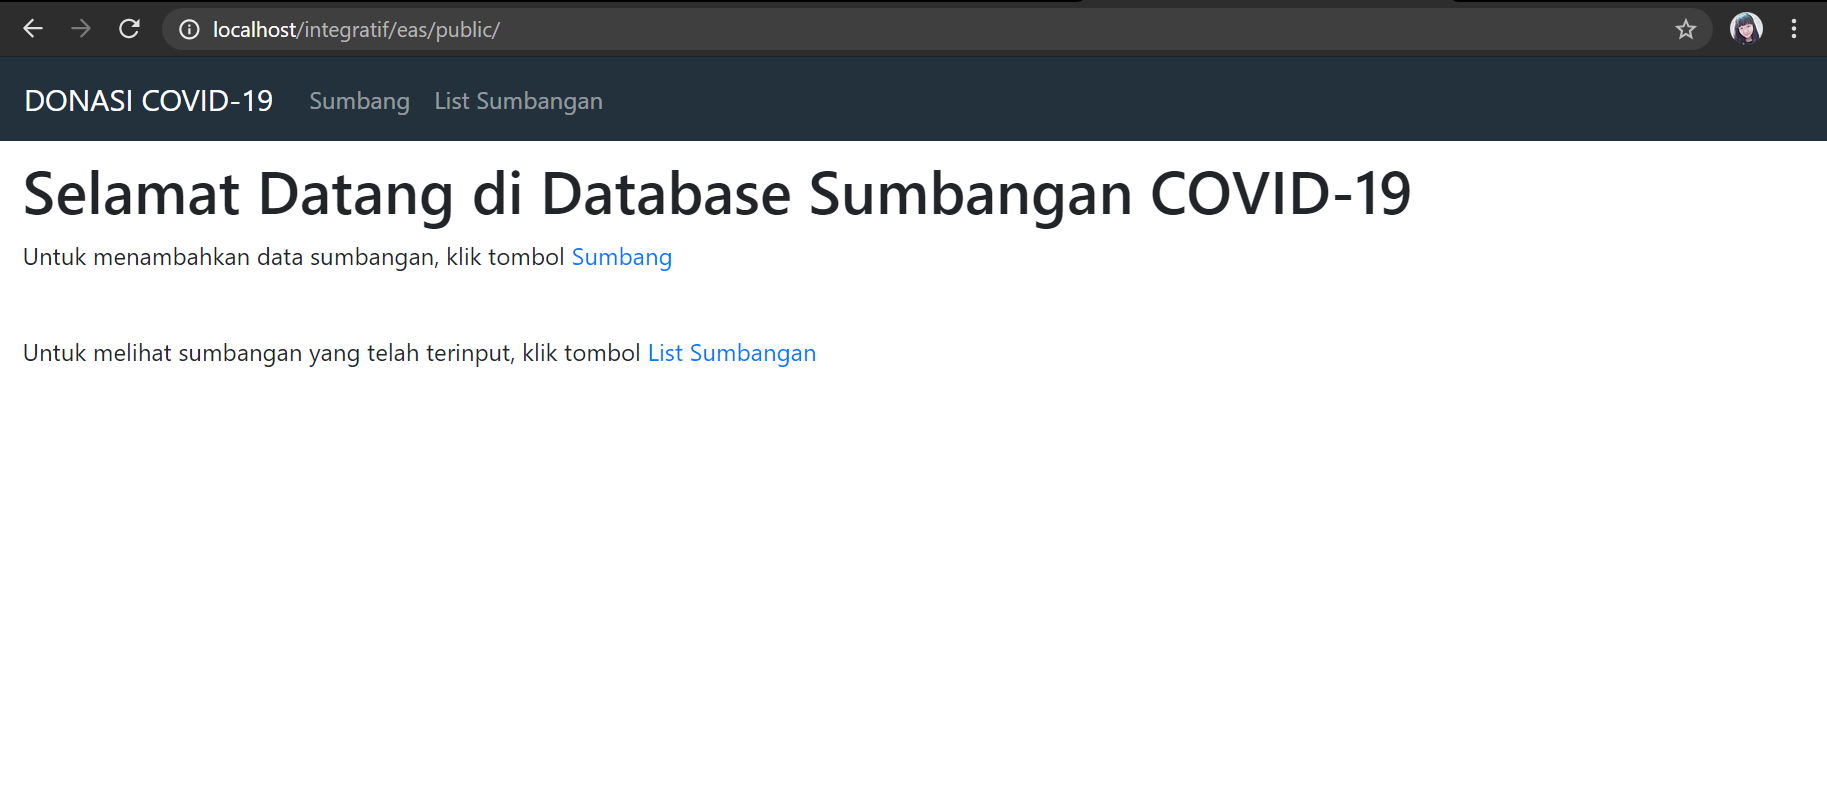 localhost/integratif/eas/public/
DONASI COVID-19 Sumbang List Sumbangan
Selamat Datang di Database Sumbangan COVID-19
Untuk menambahkan data sumbangan, klik tombol Sumbang
Untuk melihat sumbangan yang telah terinput, klik tombol List Sumbangan